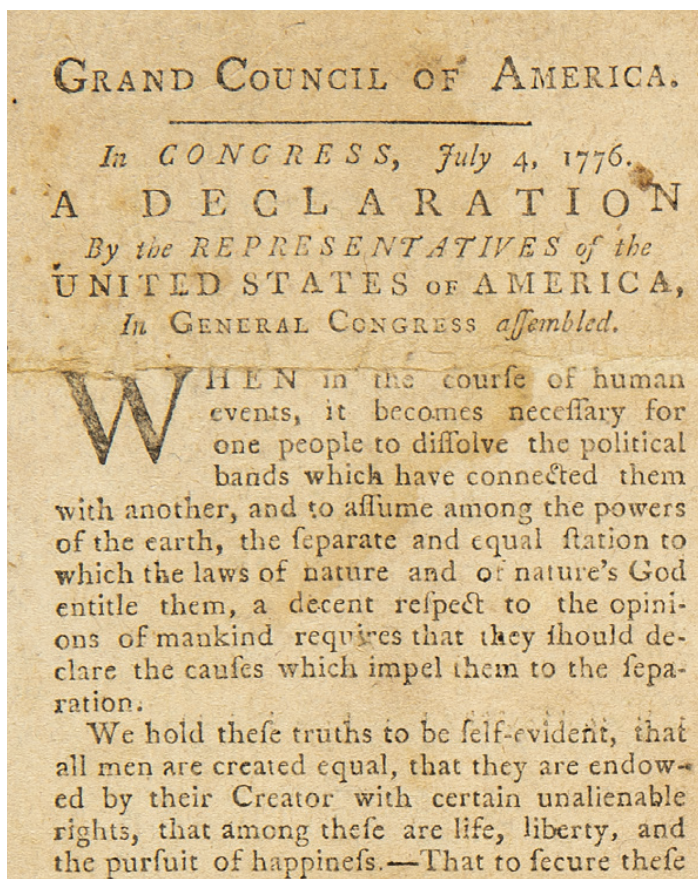 GRAND COUNCIL OF AMERICA.
In CONGRESS, July 4, 1776.
A DECLARATION
By the REPRESENTATIVES of the
UNITED STATES OF AMERICA,
In GENERAL CONGRESS aſſembled.
WHEN in the courſe of human
events, it becomes neceſſary for
one people to diſſolve the political
bands which have connected them
with another, and to aſſume among the powers
of the earth, the ſeparate and equal ſtation to
which the laws of nature and of nature's God
entitle them, a decent reſpect to the opini-
ons of mankind requires that they ſhould de-
clare the cauſes which impel them to the ſepa-
ration.
We hold theſe truths to be ſelf-evident, that
all men are created equal, that they are endow-
ed by their Creator with certain unalienable
rights, that among theſe are life, liberty, and
the purſuit of happineſs.—That to ſecure theſe